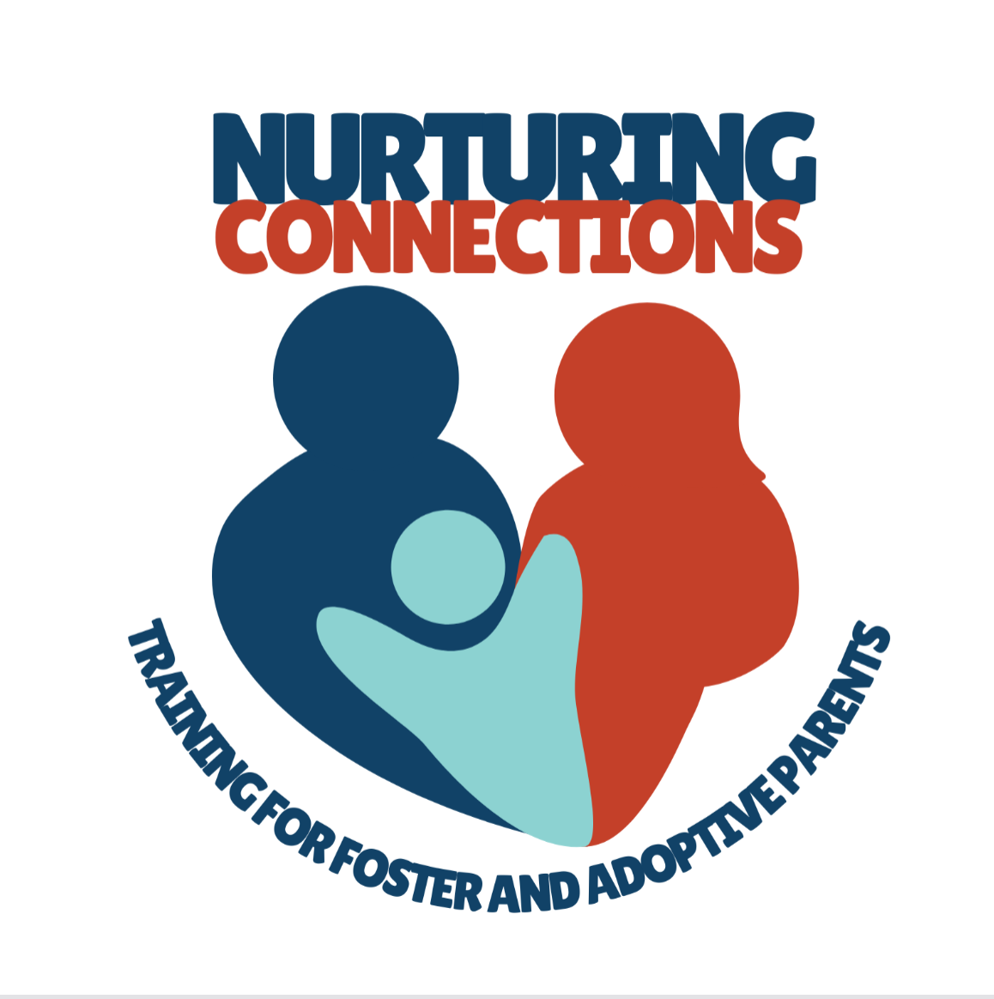 NURTURING
CONNECTIONS
TRAINING FOR FOSTER AND ADOPTIVE PARENTS